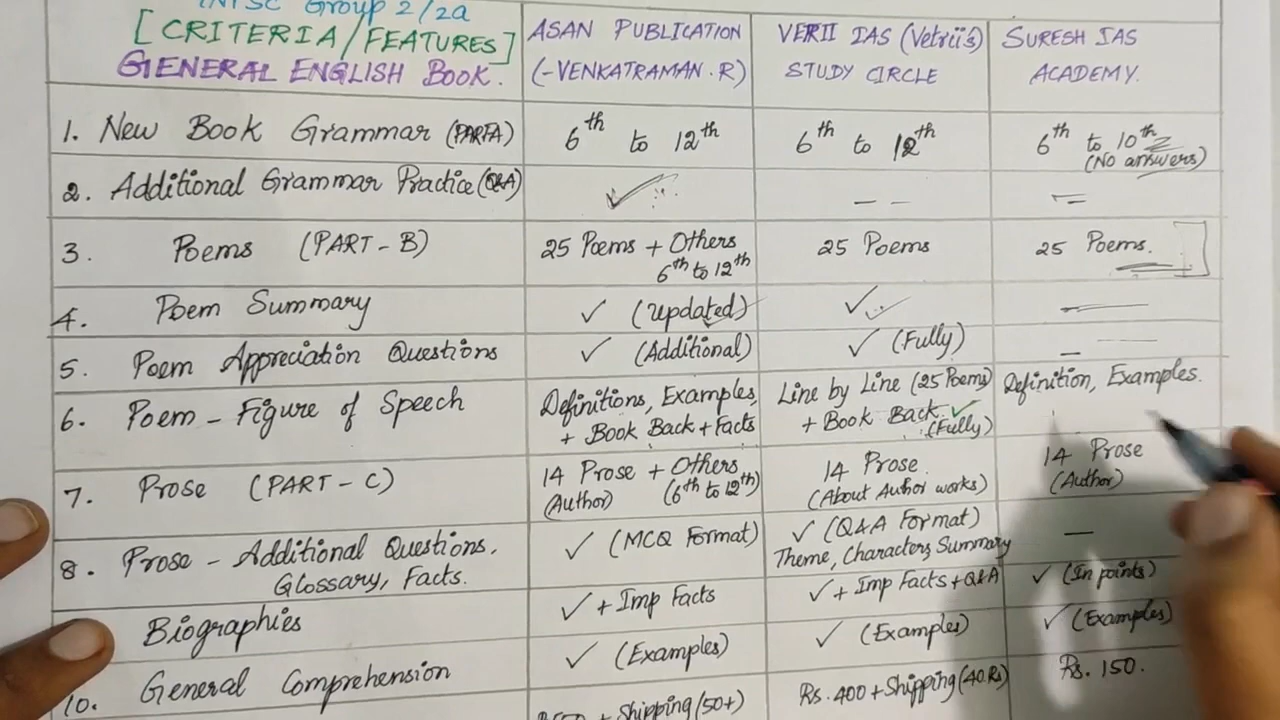 TNPSC Group 2/2a
[CRITERIA/FEATURES]
GENERAL ENGLISH BOOK.
ASAN PUBLICATION
(-VENKATRAMAN.R)
VERII IAS (Vetrii's)
STUDY CIRCLE
SURESH IAS
ACADEMY.
1. New Book Grammar (PART A)
6th to 12th
6th to 12th
6th to 10th
(No answers)
2. Additional Grammar Practice (Q&A)
✓
- -
-
3. Poems (PART-B)
25 Poems + Others
6th to 12th
25 Poems
25 Poems.
4. Poem Summary
✓ (Updated)
✓
-
5. Poem Appreciation Questions
✓ (Additional)
✓ (Fully)
-
6. Poem - Figure of Speech
Definitions, Examples,
+ Book Back + Facts
Line by Line (25 Poems)
+ Book Back ✓
(Fully)
Definition, Examples.
7. Prose (PART-C)
14 Prose + Others
(Author) (6th to 12th)
14 Prose.
(About Author works)
14 Prose
(Author)
8. Prose - Additional Questions,
Glossary, Facts.
✓ (MCQ Format)
✓ (Q&A Format)
Theme, Characters, Summary
-
Biographies
✓ + Imp Facts
✓ + Imp Facts + Q&A
✓ (In points)
10. General Comprehension
✓ (Examples)
✓ (Examples)
✓ (Examples)
+ Shipping (50+)
Rs. 400 + Shipping (40 Rs)
Rs. 150.